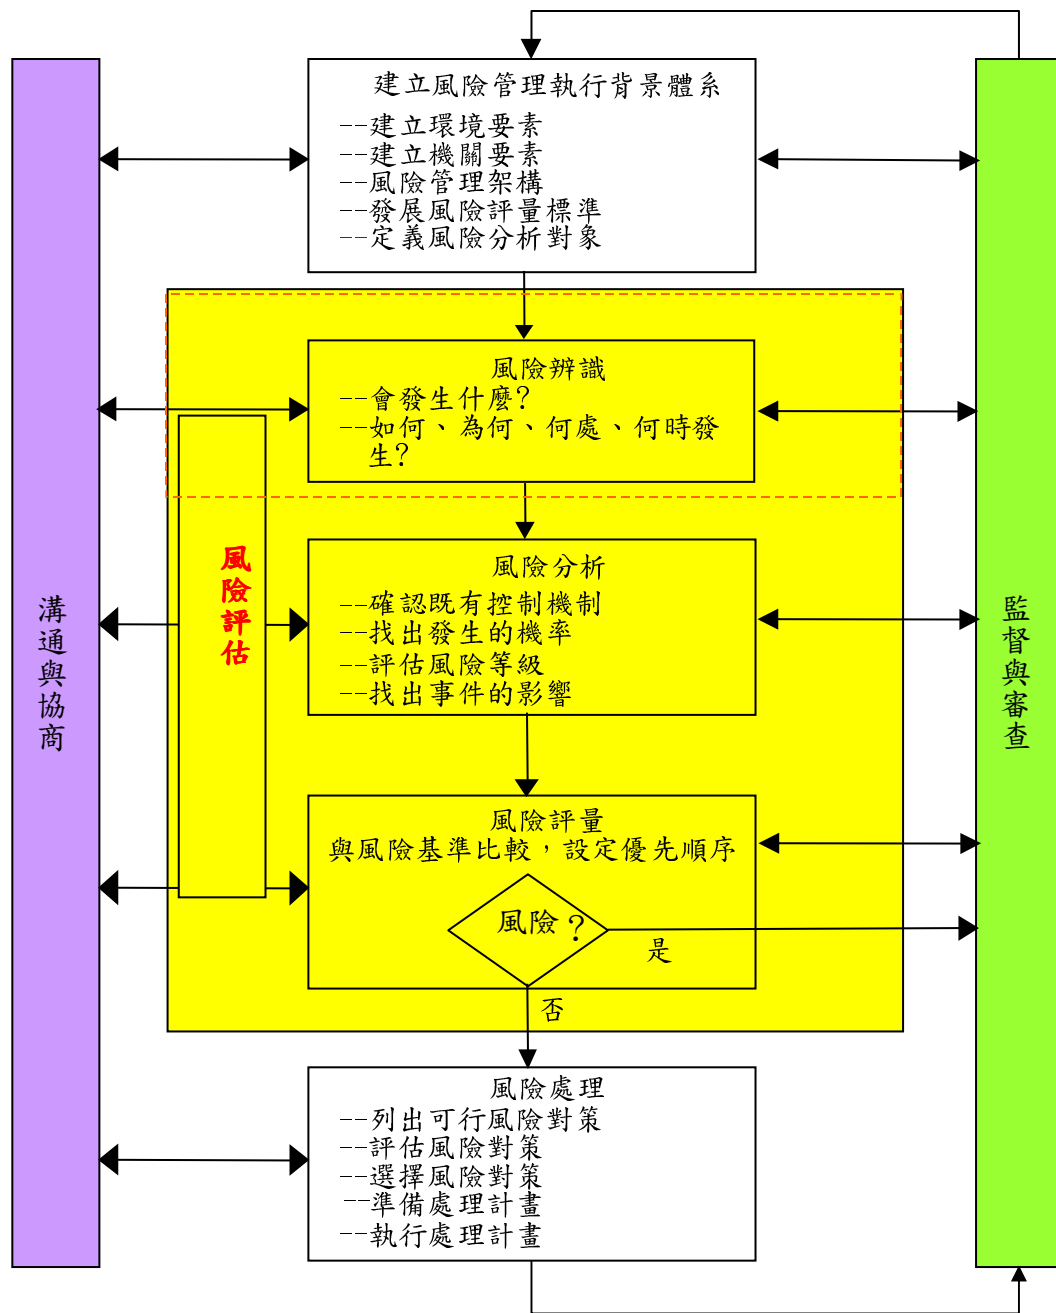 建立風險管理執行背景體系
--建立環境要素
--建立機關要素
--風險管理架構
--發展風險評量標準
--定義風險分析對象
風險辨識
--會發生什麼?
--如何、為何、何處、何時發
生?
風險評估
風險分析
--確認既有控制機制
--找出發生的機率
--評估風險等級
--找出事件的影響
溝通與協商
監督與審查
風險評量
與風險基準比較，設定優先順序
風險?
是
否
風險處理
--列出可行風險對策
--評估風險對策
--選擇風險對策
--準備處理計畫
--執行處理計畫